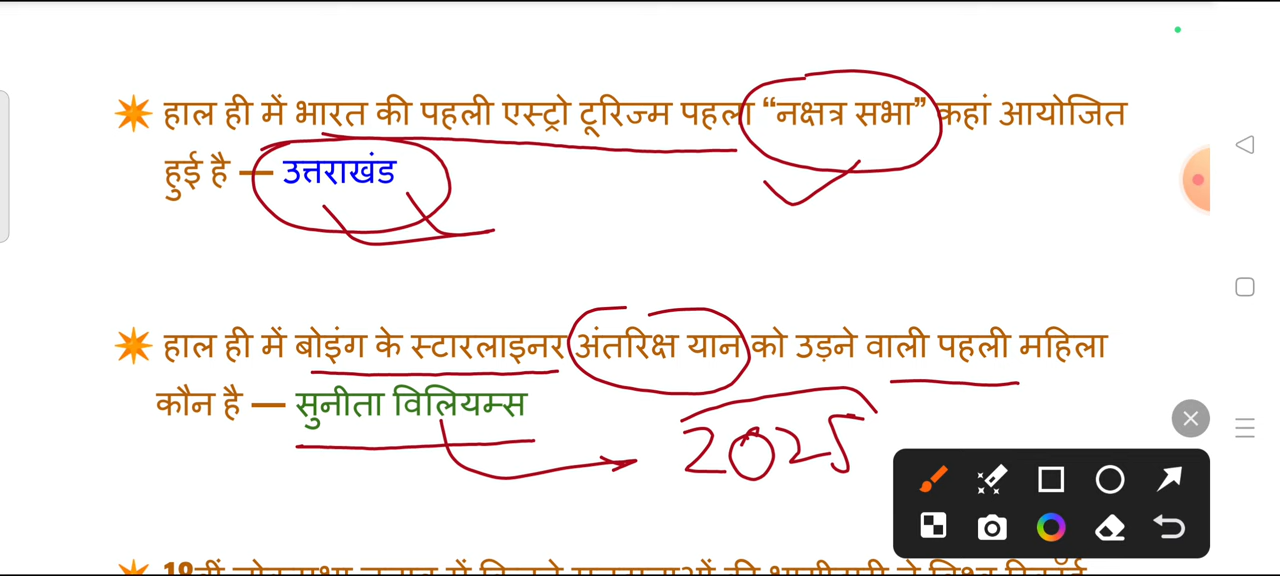 हाल ही में भारत की पहली एस्ट्रो टूरिज्म पहला “नक्षत्र सभा” कहां आयोजित
हुई है — उत्तराखंड
हाल ही में बोइंग के स्टारलाइनर अंतरिक्ष यान को उड़ने वाली पहली महिला
कौन है — सुनीता विलियम्स
2025